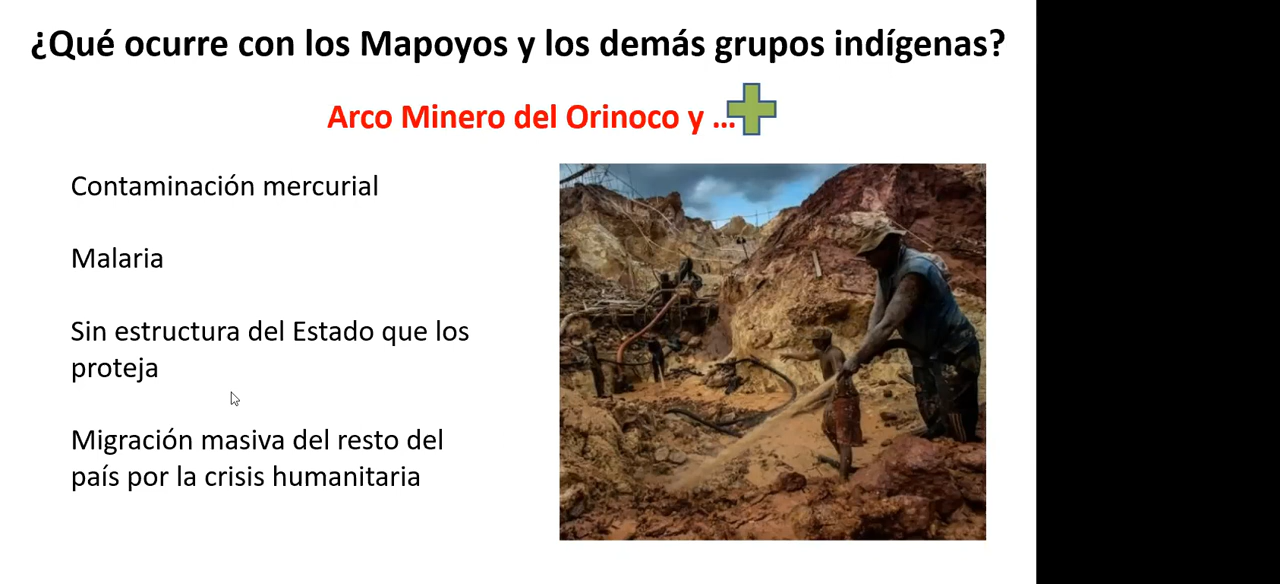 ¿Qué ocurre con los Mapoyos y los demás grupos indígenas?
Arco Minero del Orinoco y ...
Contaminación mercurial
Malaria
Sin estructura del Estado que los
proteja
Migración masiva del resto del
país por la crisis humanitaria